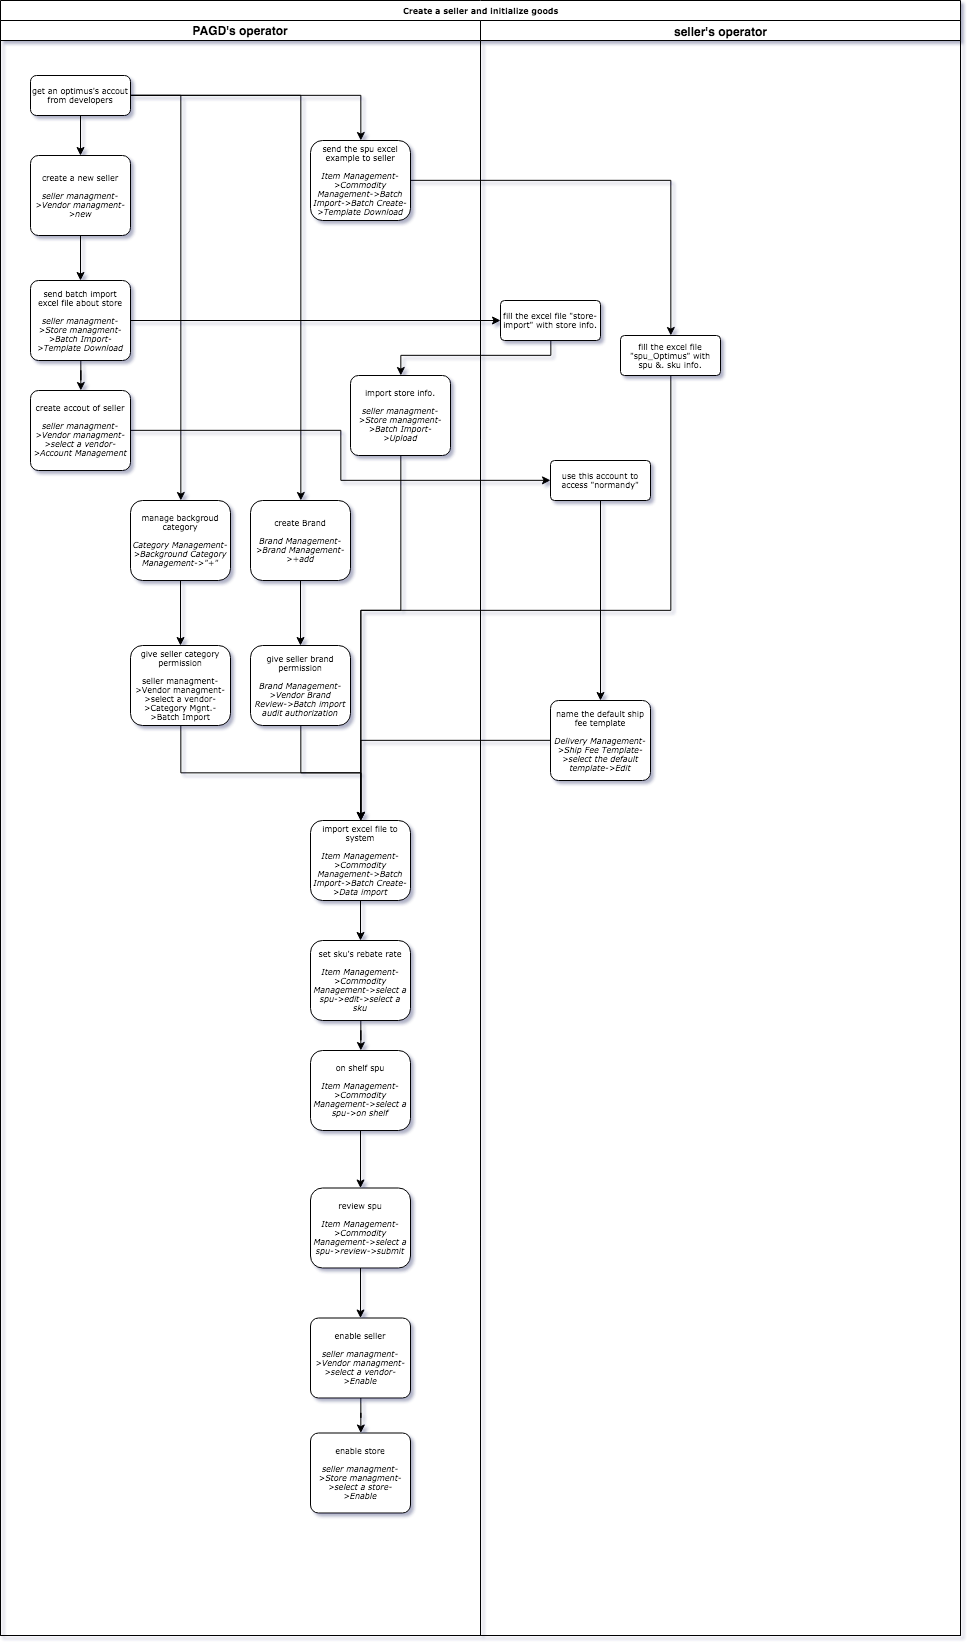 Create a seller and initialize goods
PAGD's operator
seller's operator
get an optimus's accout
from developers
send the spu excel
example to seller
Item Management-
>Commodity
Management->Batch
Import->Batch Create-
>Template Download
create a new seller
seller managment-
>Vendor managment-
>new
send batch import
excel file about store
seller managment-
>Store managment-
>Batch Import-
>Template Download
fill the excel file "store-
import" with store info.
fill the excel file
"spu_Optimus" with
spu &. sku info.
import store info.
seller managment-
>Store managment-
>Batch Import-
>Upload
create accout of seller
seller managment-
>Vendor managment-
>select a vendor-
>Account Management
use this account to
access "normandy"
manage backgroud
category
Category Management-
>Background Category
Management->"+"
create Brand
Brand Management-
>Brand Management-
>+add
give seller category
permission
seller managment-
>Vendor managment-
>select a vendor-
>Category Mgnt.-
>Batch Import
give seller brand
permission
Brand Management-
>Vendor Brand
Review->Batch import
audit authorization
name the default ship
fee template
Delivery Management-
>Ship Fee Template-
>select the default
template->Edit
import excel file to
system
Item Management-
>Commodity
Management->Batch
Import->Batch Create-
>Data import
set sku's rebate rate
Item Management-
>Commodity
Management->select a
spu->edit->select a
sku
on shelf spu
Item Management-
>Commodity
Management->select a
spu->on shelf
review spu
Item Management-
>Commodity
Management->select a
spu->review->submit
enable seller
seller managment-
>Vendor managment-
>select a vendor-
>Enable
enable store
seller managment-
>Store managment-
>select a store-
>Enable